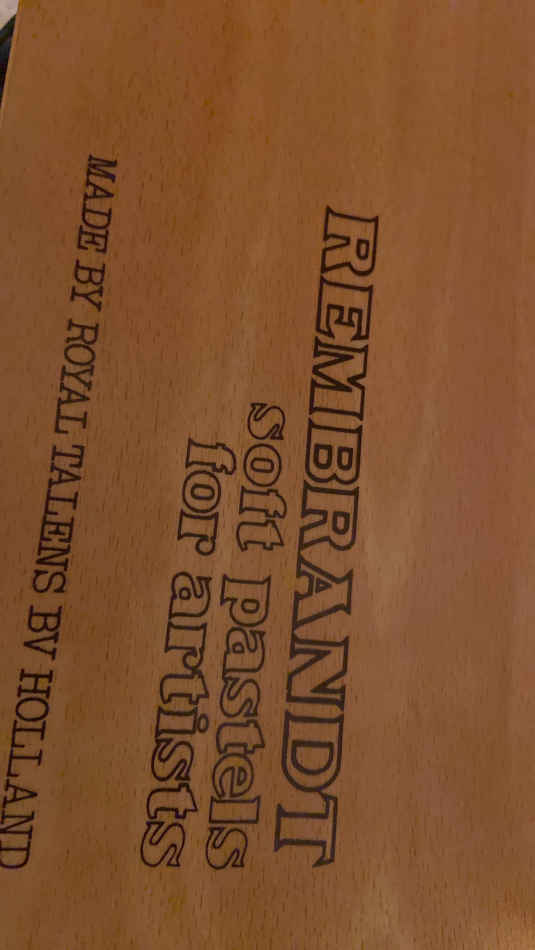 REMBRANDT
soft pastels
for artists
MADE BY ROYAL TALENS BV HOLLAND